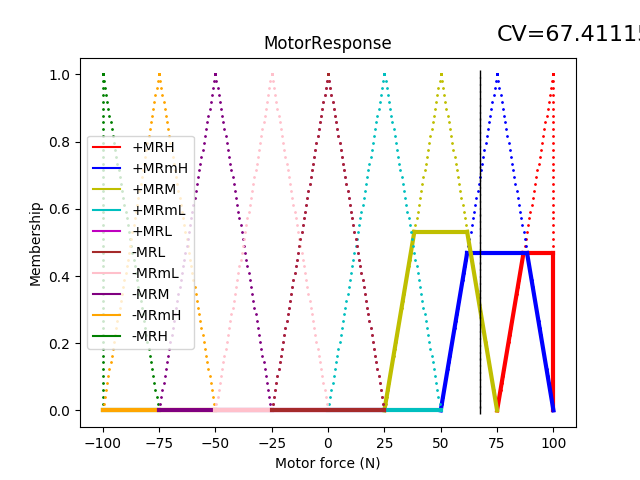 CV=67.41115
MotorResponse
1.0
0.8
0.6
0.4
0.2
0.0
Membership
+MRH
+MRmH
+MRM
+MRmL
+MRL
-MRL
-MRmL
-MRM
-MRmH
-MRH
−100 −75 −50 −25 0 25 50 75 100
Motor force (N)